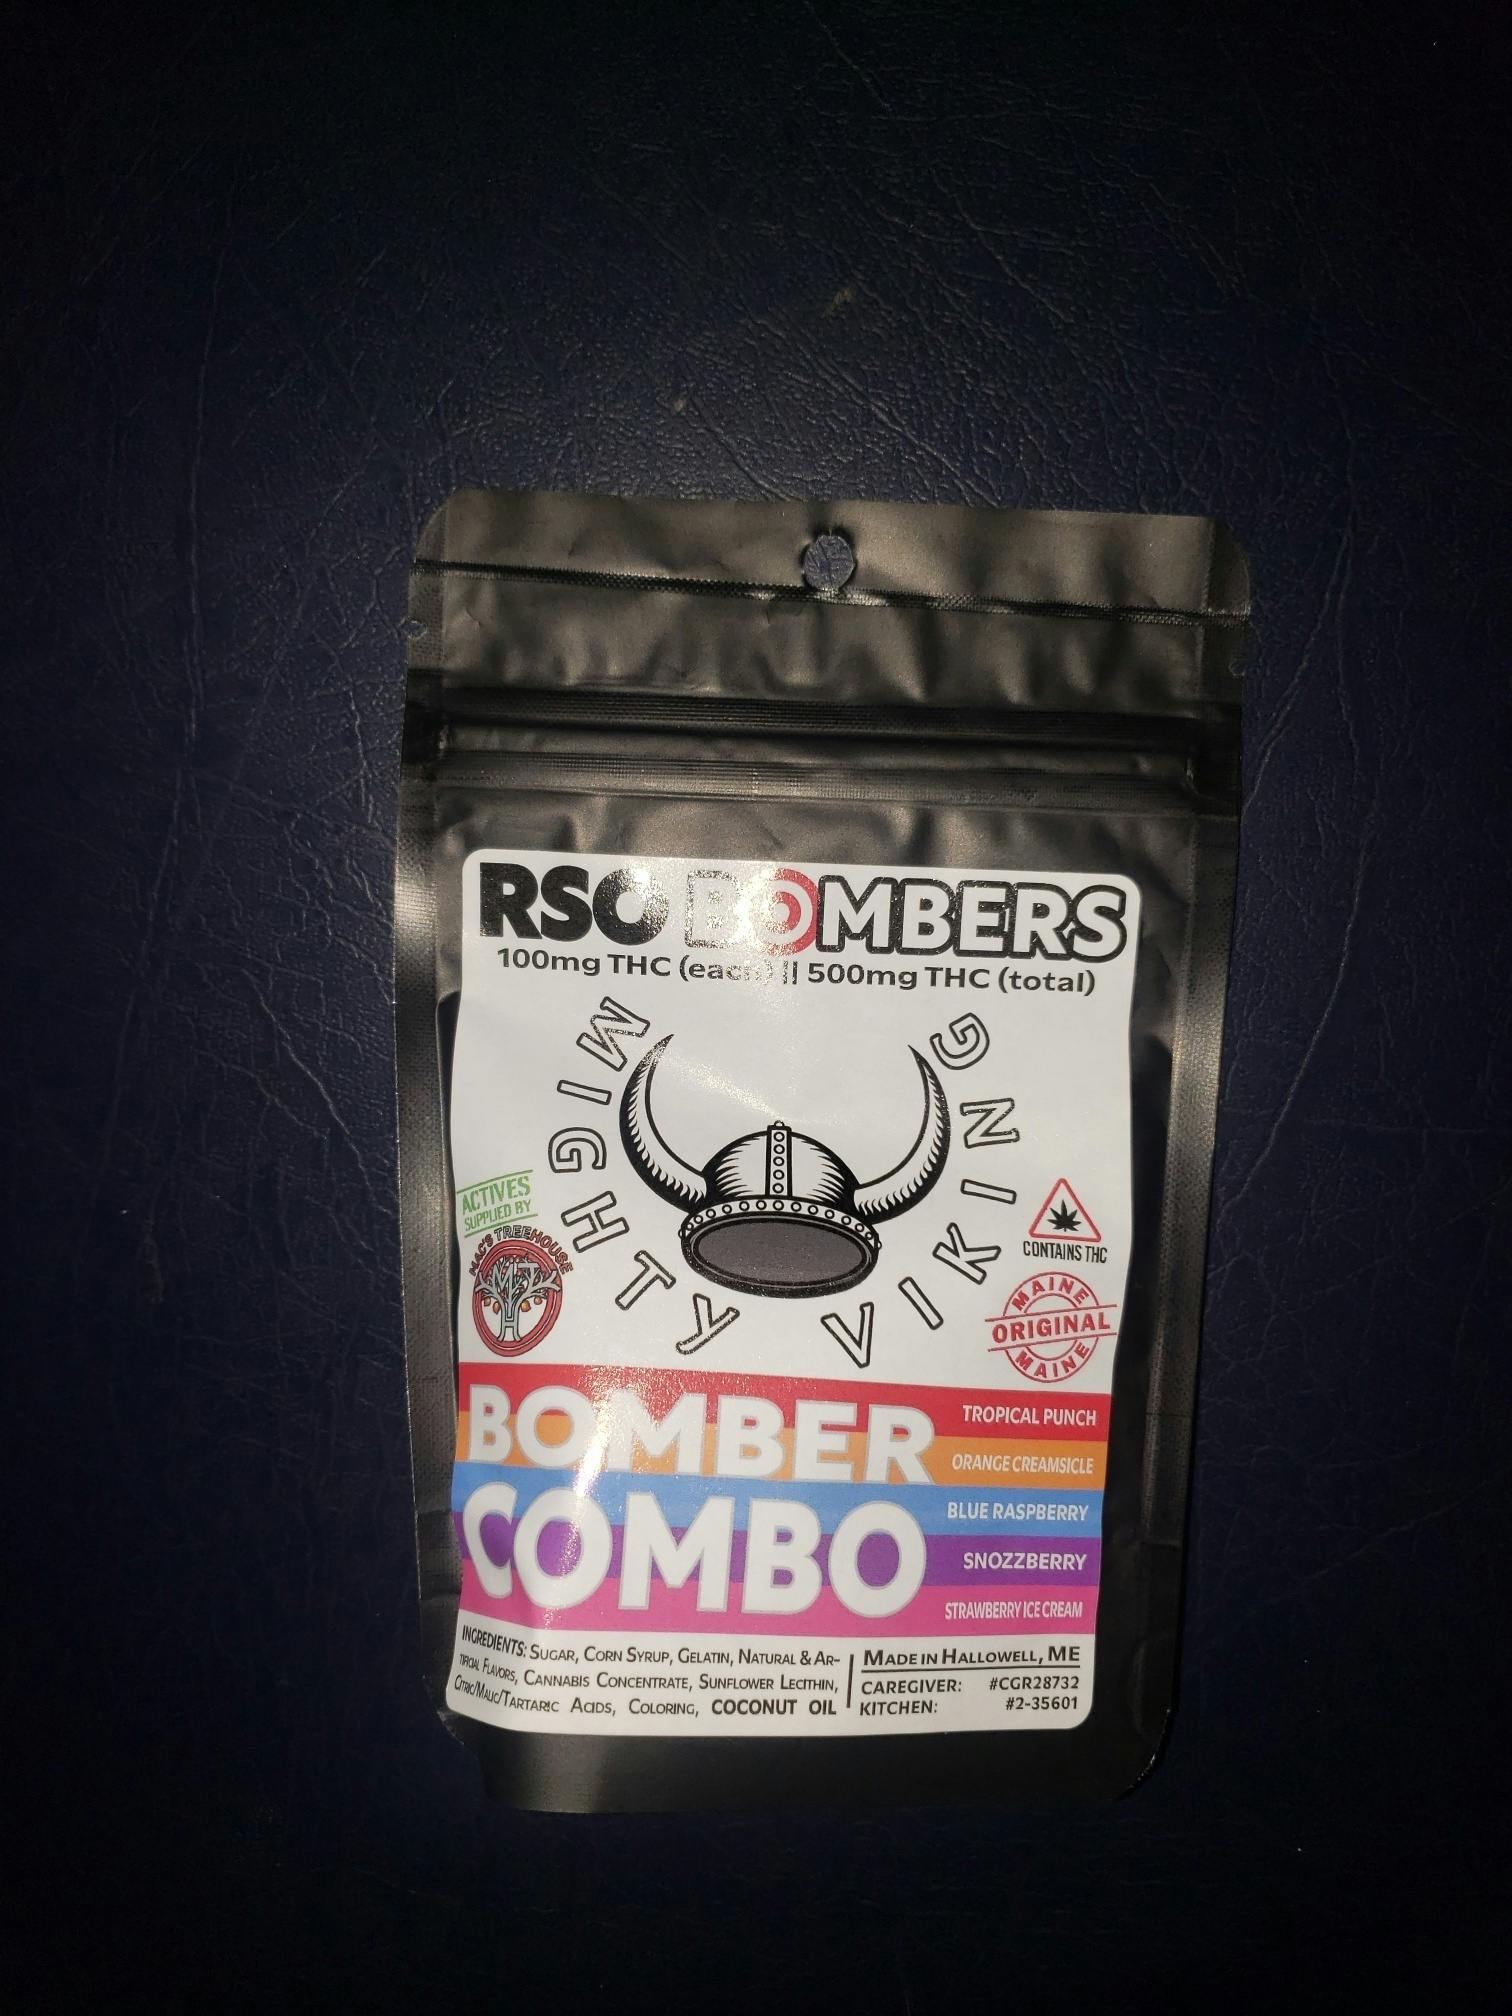 RSO BOMBERS
100mg THC (each) || 500mg THC (total)
MIGHTY VIKING
ACTIVES
SUPPLIED BY
MAC'S TREEHOUSE
MTH
CONTAINS THC
MAINE
ORIGINAL
MAINE
BOMBER
COMBO
TROPICAL PUNCH
ORANGE CREAMSICLE
BLUE RASPBERRY
SNOZZBERRY
STRAWBERRY ICE CREAM
INGREDIENTS: SUGAR, CORN SYRUP, GELATIN, NATURAL & AR-
TIFICIAL FLAVORS, CANNABIS CONCENTRATE, SUNFLOWER LECITHIN,
CITRIC/MALIC/TARTARIC ACIDS, COLORING, COCONUT OIL
MADE IN HALLOWELL, ME
CAREGIVER: #CGR28732
KITCHEN: #2-35601